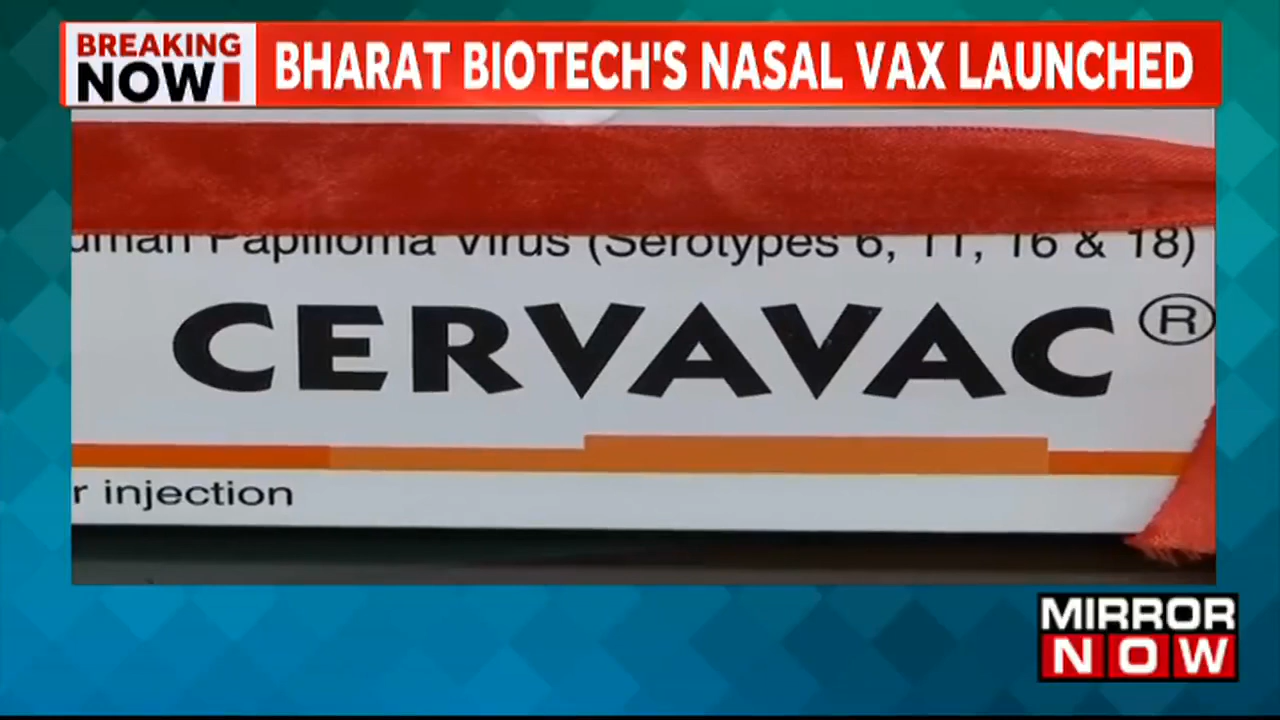 BREAKING
NOW
BHARAT BIOTECH'S NASAL VAX LAUNCHED
Papilloma Virus (Serotypes 6, 11, 16 & 18)
CERVAVAC®
injection
MIRROR
NOW